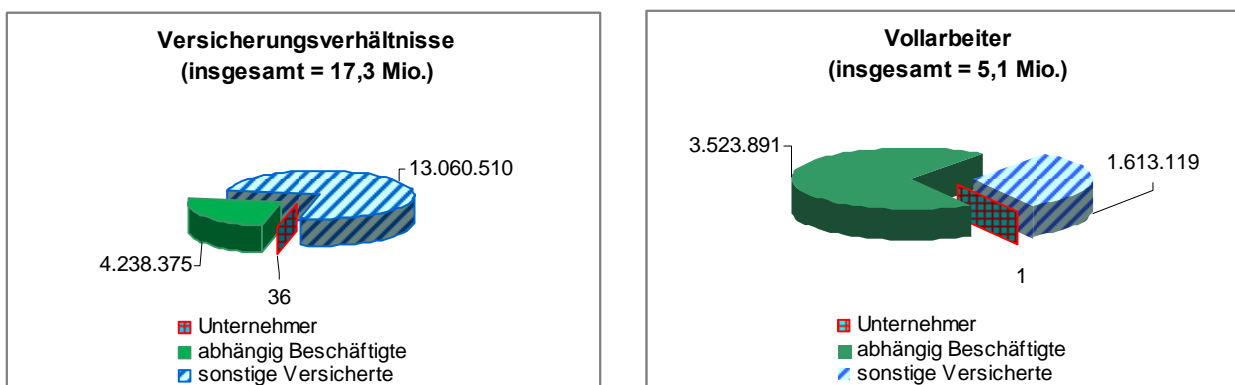 Versicherungsverhältnisse
(insgesamt = 17,3 Mio.)
13.060.510
4.238.375
36
Unternehmer
abhängig Beschäftigte
sonstige Versicherte
Vollarbeiter
(insgesamt = 5,1 Mio.)
3.523.891
1.613.119
1
Unternehmer
abhängig Beschäftigte
sonstige Versicherte